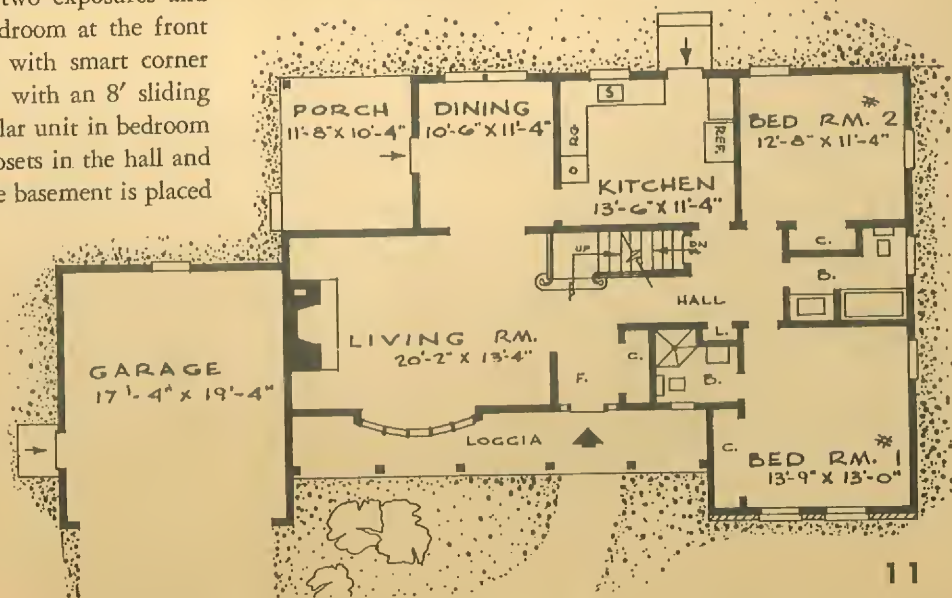 two exposures and
droom at the front
with smart corner
with an 8' sliding
lar unit in bedroom
osets in the hall and
e basement is placed
PORCH
11'-8" X 10'-4"
DINING
10'-6" X 11'-4"
S
RG.
O
REF.
KITCHEN
13'-6" X 11'-4"
BED RM. 2
12'-8" X 11'-4"
C.
B.
UP
DN
HALL
GARAGE
17'-4" X 19'-4"
LIVING RM.
20'-2" X 13'-4"
F.
C.
L.
B.
LOGGIA
C.
BED RM. 1
13'-9" X 13'-0"
11